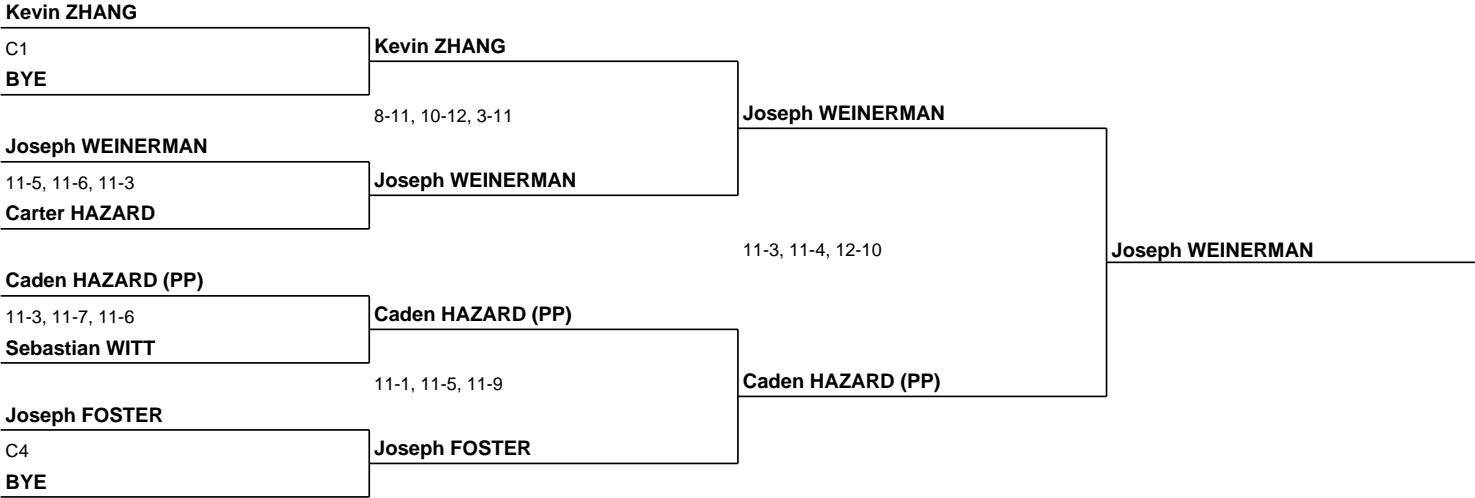 Kevin ZHANG
C1
BYE
Kevin ZHANG
8-11, 10-12, 3-11
Joseph WEINERMAN
Joseph WEINERMAN
11-5, 11-6, 11-3
Carter HAZARD
Joseph WEINERMAN
11-3, 11-4, 12-10
Joseph WEINERMAN
Caden HAZARD (PP)
11-3, 11-7, 11-6
Sebastian WITT
Caden HAZARD (PP)
11-1, 11-5, 11-9
Caden HAZARD (PP)
Joseph FOSTER
C4
BYE
Joseph FOSTER